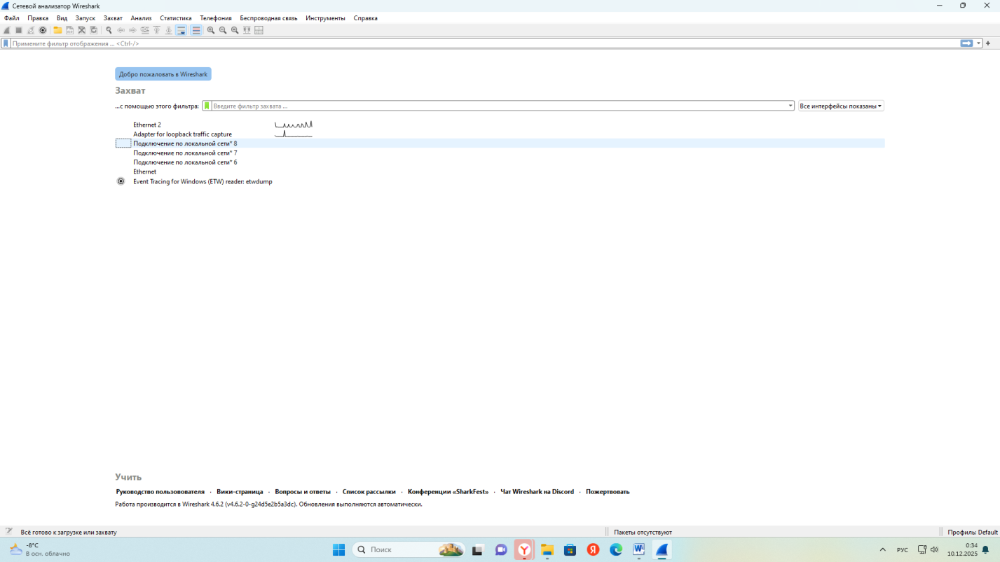 Сетевой анализатор Wireshark
Файл Правка Вид Запуск Захват Анализ Статистика Телефония Беспроводная связь Инструменты Справка
Примените фильтр отображения ... <Ctrl-/>
Добро пожаловать в Wireshark
Захват
...с помощью этого фильтра: Введите фильтр захвата ... Все интерфейсы показаны
Ethernet 2
Adapter for loopback traffic capture
Подключение по локальной сети* 8
Подключение по локальной сети* 7
Подключение по локальной сети* 6
Ethernet
Event Tracing for Windows (ETW) reader: etwdump
Учить
Руководство пользователя · Вики-страница · Вопросы и ответы · Список рассылки · Конференции «SharkFest» · Чат Wireshark на Discord · Пожертвовать
Работа производится в Wireshark 4.6.2 (v4.6.2-0-g24d5e2b5a3dc). Обновления выполняются автоматически.
Всё готово к загрузке или захвату Пакеты отсутствуют Профиль: Default
-8°C
В осн. облачно
Поиск
РУС
0:34
10.12.2025